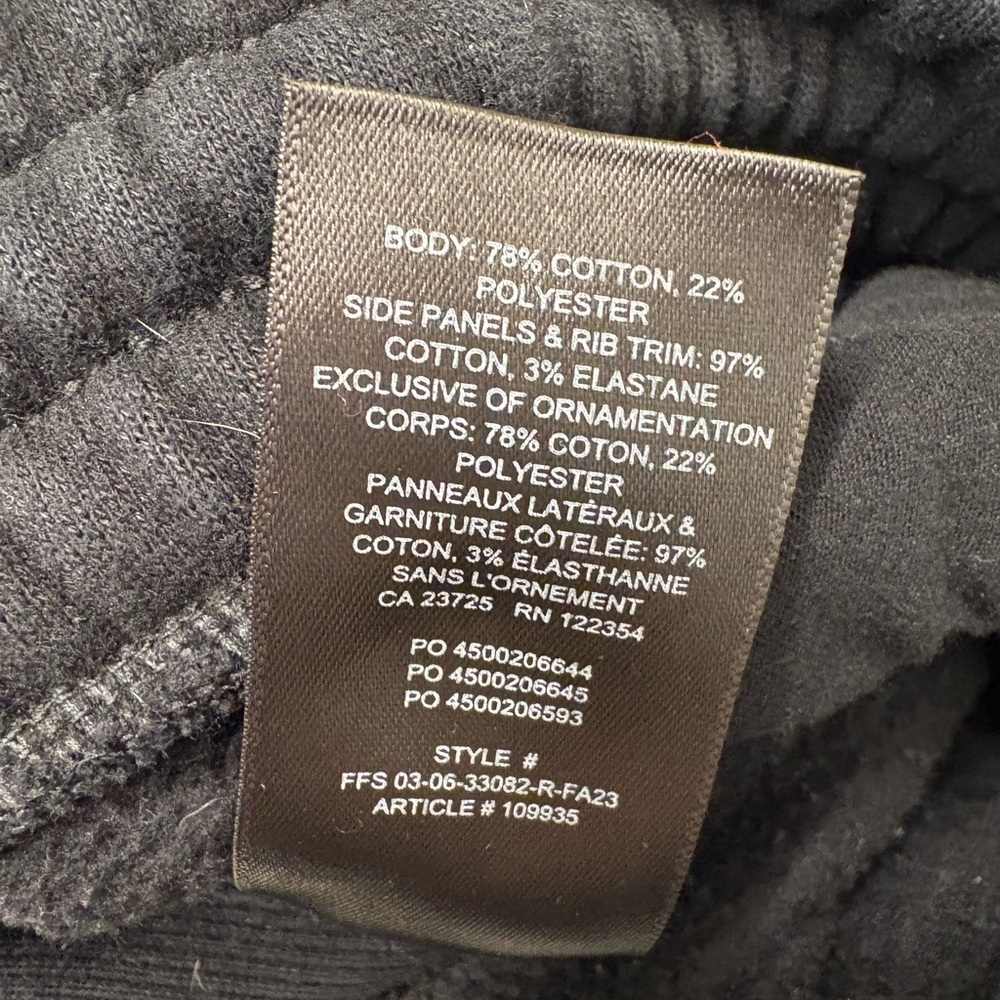 BODY: 78% COTTON, 22%
POLYESTER
SIDE PANELS & RIB TRIM: 97%
COTTON, 3% ELASTANE
EXCLUSIVE OF ORNAMENTATION
CORPS: 78% COTON, 22%
POLYESTER
PANNEAUX LATÉRAUX &
GARNITURE CÔTELÉE: 97%
COTON, 3% ÉLASTHANNE
SANS L'ORNEMENT
CA 23725 RN 122354
PO 4500206644
PO 4500206645
PO 4500206593
STYLE #
FFS 03-06-33082-R-FA23
ARTICLE # 109935